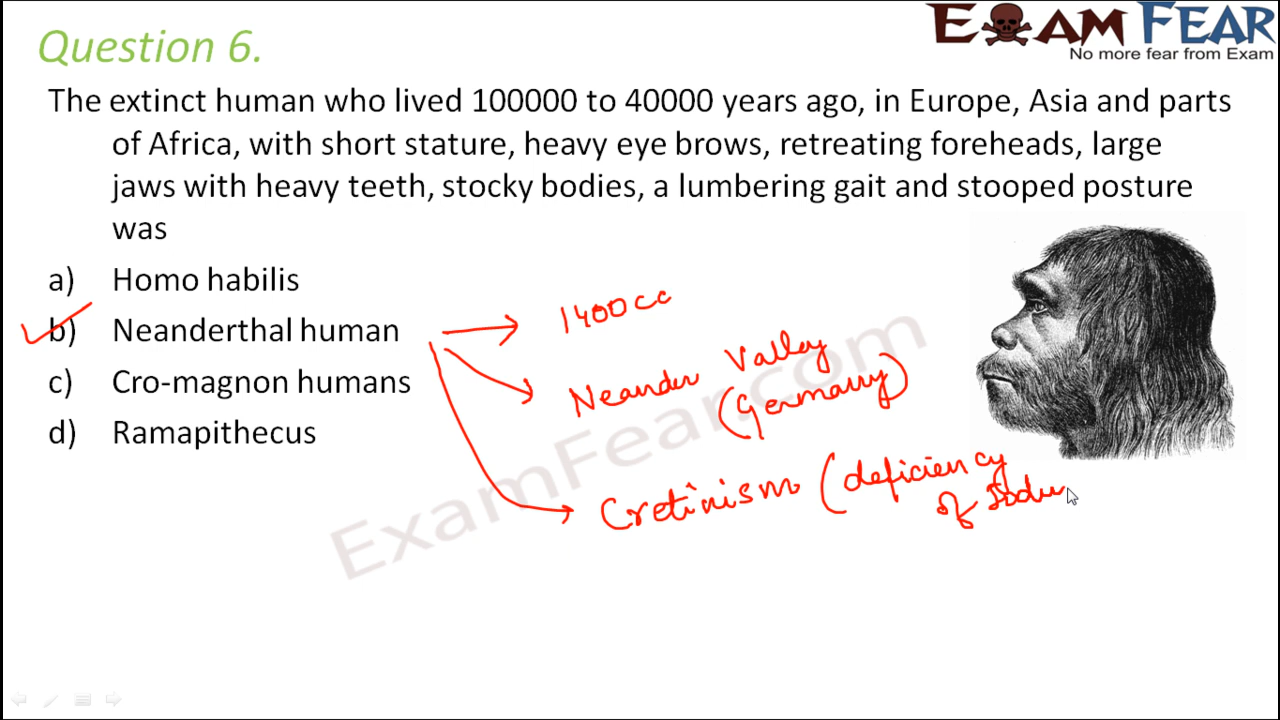 EXAM FEAR
No more fear from Exam
Question 6.
The extinct human who lived 100000 to 40000 years ago, in Europe, Asia and parts
of Africa, with short stature, heavy eye brows, retreating foreheads, large
jaws with heavy teeth, stocky bodies, a lumbering gait and stooped posture
was
a) Homo habilis
b) Neanderthal human
c) Cro-magnon humans
d) Ramapithecus
1400cc
Neander Valley
(Germany)
Cretinism (deficiency
of
ExamFear.com